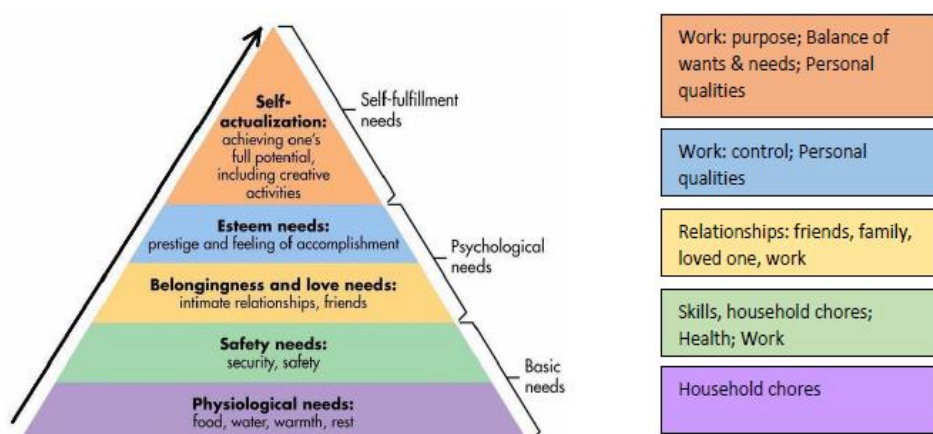 Self-
actualization:
achieving one's
full potential,
including creative
activities
Esteem needs:
prestige and feeling of accomplishment
Belongingness and love needs:
intimate relationships, friends
Safety needs:
security, safety
Physiological needs:
food, water, warmth, rest
Self-fulfillment
needs
Psychological
needs
Basic
needs
Work: purpose; Balance of
wants & needs; Personal
qualities
Work: control; Personal
qualities
Relationships: friends, family,
loved one, work
Skills, household chores;
Health; Work
Household chores